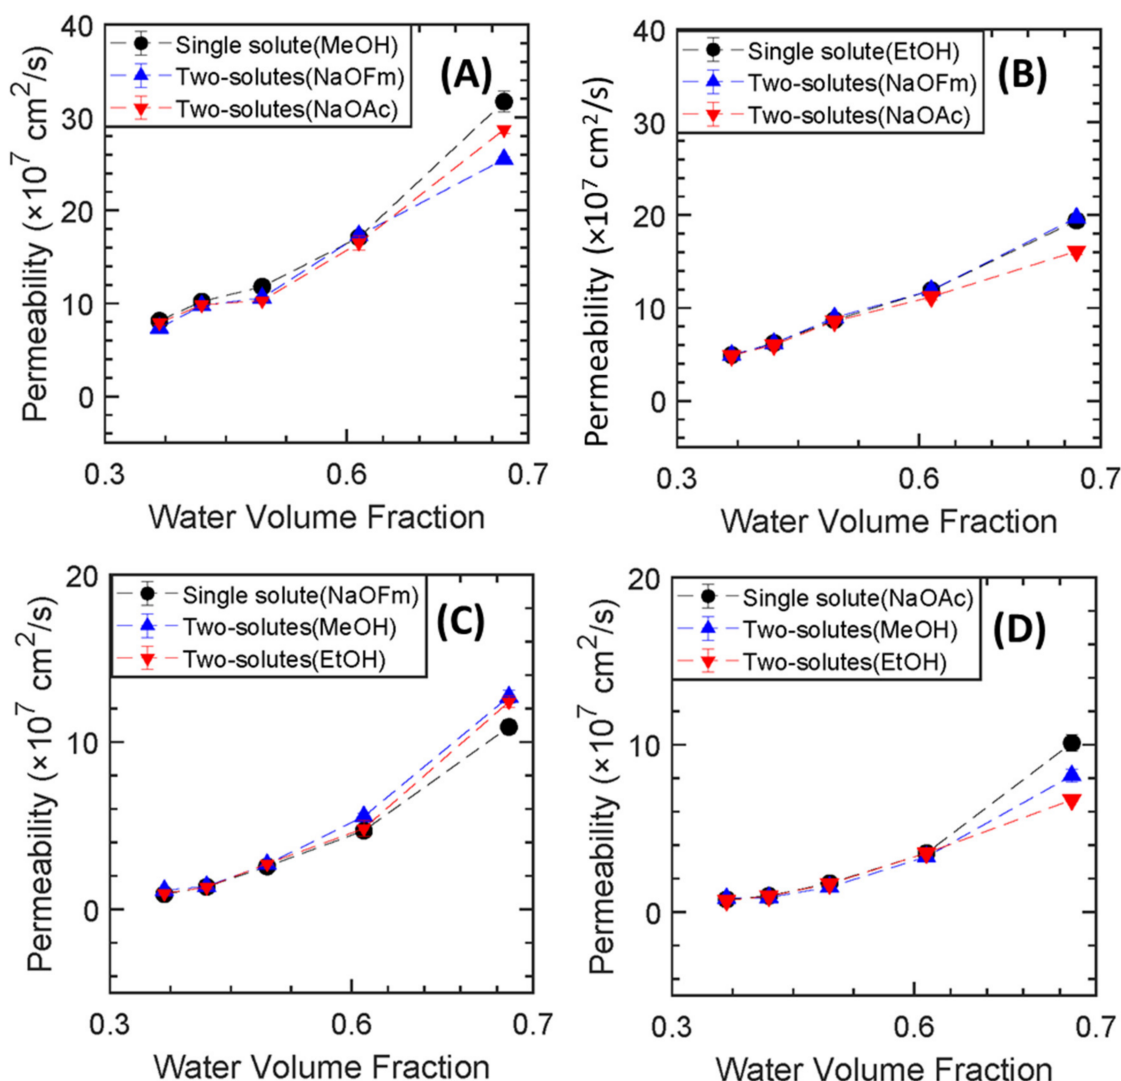 (A)
Single solute(MeOH)
Two-solutes(NaOFm)
Two-solutes(NaOAc)
Permeability (×10⁷ cm²/s)
40
30
20
10
0
0.3
0.6
0.7
Water Volume Fraction
(B)
Single solute(EtOH)
Two-solutes(NaOFm)
Two-solutes(NaOAc)
Permeability (×10⁷ cm²/s)
40
30
20
10
0
0.3
0.6
0.7
Water Volume Fraction
(C)
Single solute(NaOFm)
Two-solutes(MeOH)
Two-solutes(EtOH)
Permeability (×10⁷ cm²/s)
20
10
0
0.3
0.6
0.7
Water Volume Fraction
(D)
Single solute(NaOAc)
Two-solutes(MeOH)
Two-solutes(EtOH)
Permeability (×10⁷ cm²/s)
20
10
0
0.3
0.6
0.7
Water Volume Fraction